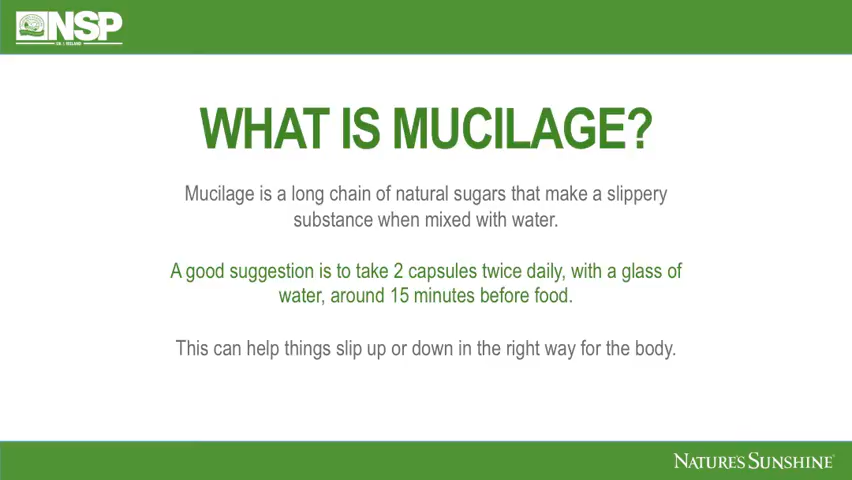 NSP
UK & IRELAND
WHAT IS MUCILAGE?
Mucilage is a long chain of natural sugars that make a slippery
substance when mixed with water.
A good suggestion is to take 2 capsules twice daily, with a glass of
water, around 15 minutes before food.
This can help things slip up or down in the right way for the body.
NATURE'S SUNSHINE